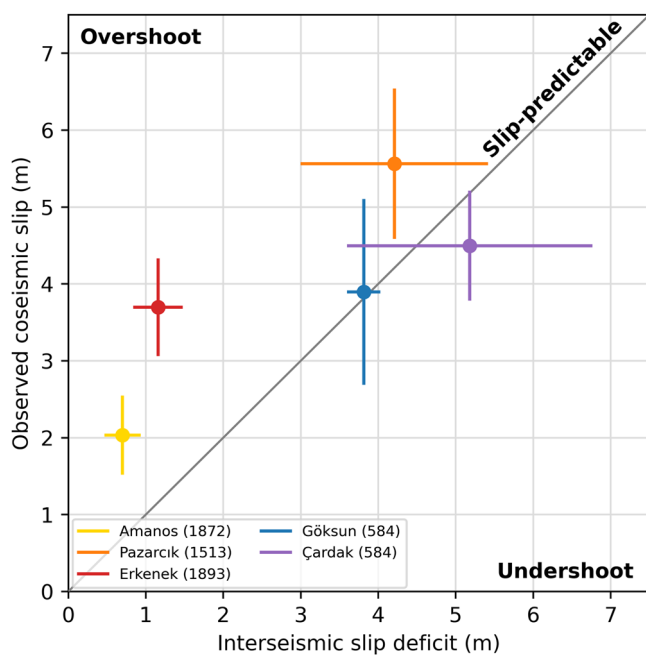 Overshoot
Slip-predictable
Observed coseismic slip (m)
7
6
5
4
3
2
1
0
Amanos (1872)
Pazarcık (1513)
Erkenek (1893)
Göksun (584)
Çardak (584)
Undershoot
0 1 2 3 4 5 6 7
Interseismic slip deficit (m)